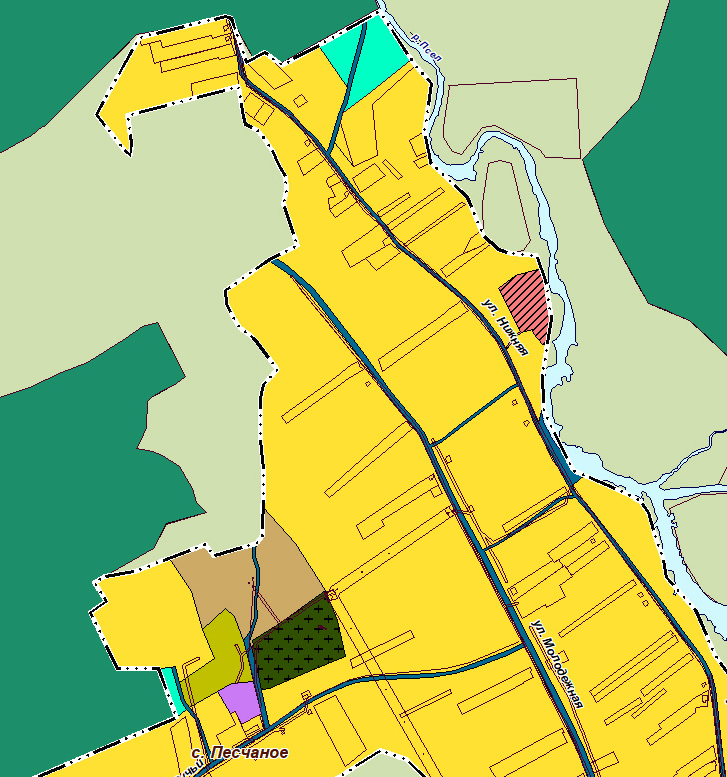 р.Псел
ул. Нижняя
ул. Молодежная
с. Песчаное